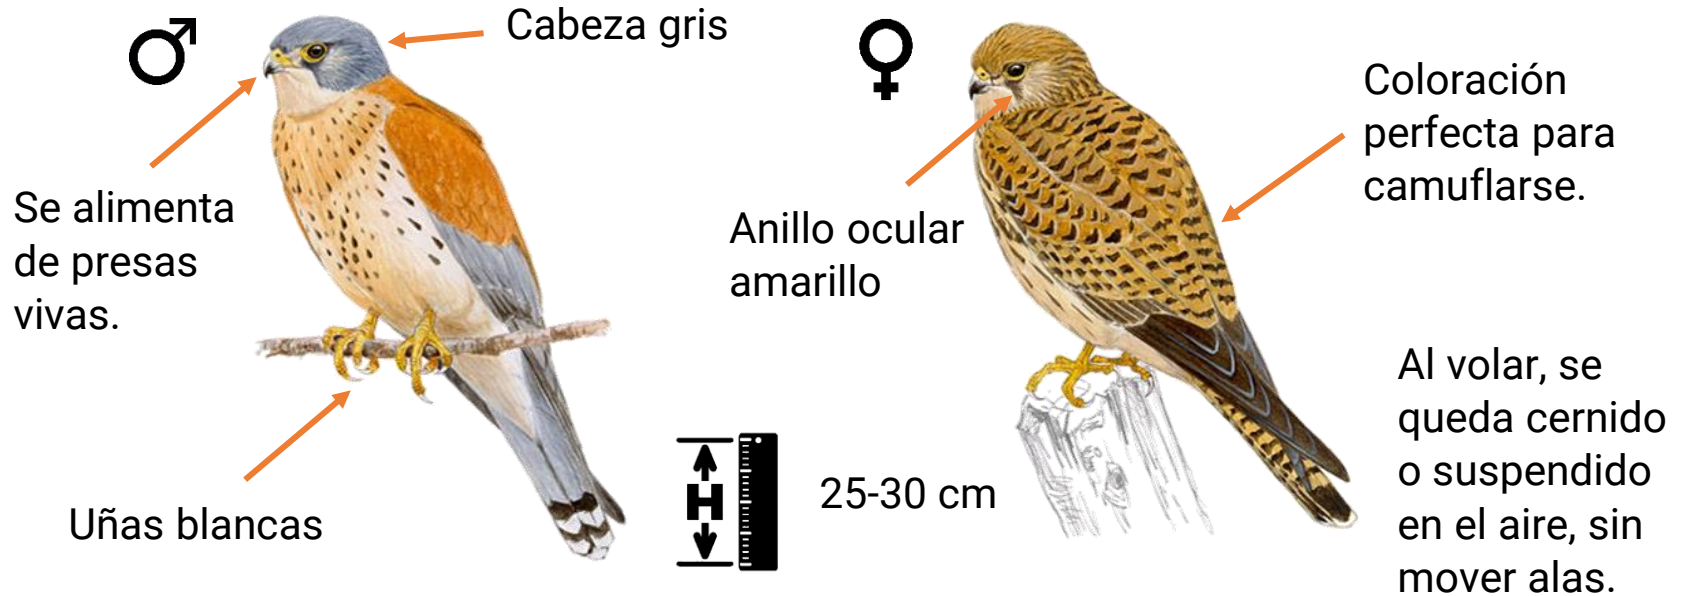 Cabeza gris
Se alimenta
de presas
vivas.
Uñas blancas
H
25-30 cm
Anillo ocular
amarillo
Coloración
perfecta para
camuflarse.
Al volar, se
queda cernido
o suspendido
en el aire, sin
mover alas.